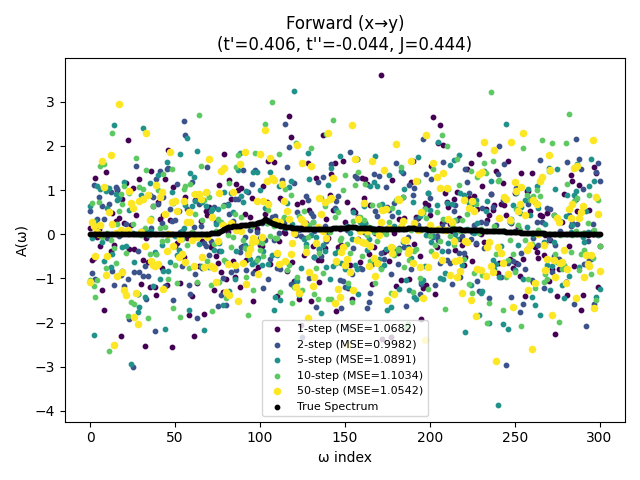 Forward (x→y)
(t'=0.406, t''=-0.044, J=0.444)
A(ω)
3
2
1
0
−1
−2
−3
−4
1-step (MSE=1.0682)
2-step (MSE=0.9982)
5-step (MSE=1.0891)
10-step (MSE=1.1034)
50-step (MSE=1.0542)
True Spectrum
0 50 100 150 200 250 300
ω index